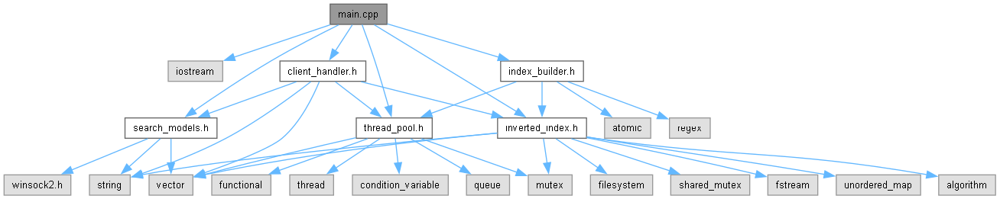 main.cpp
iostream
client_handler.h
index_builder.h
search_models.h
thread_pool.h
inverted_index.h
atomic
regex
winsock2.h
string
vector
functional
thread
condition_variable
queue
mutex
filesystem
shared_mutex
fstream
unordered_map
algorithm